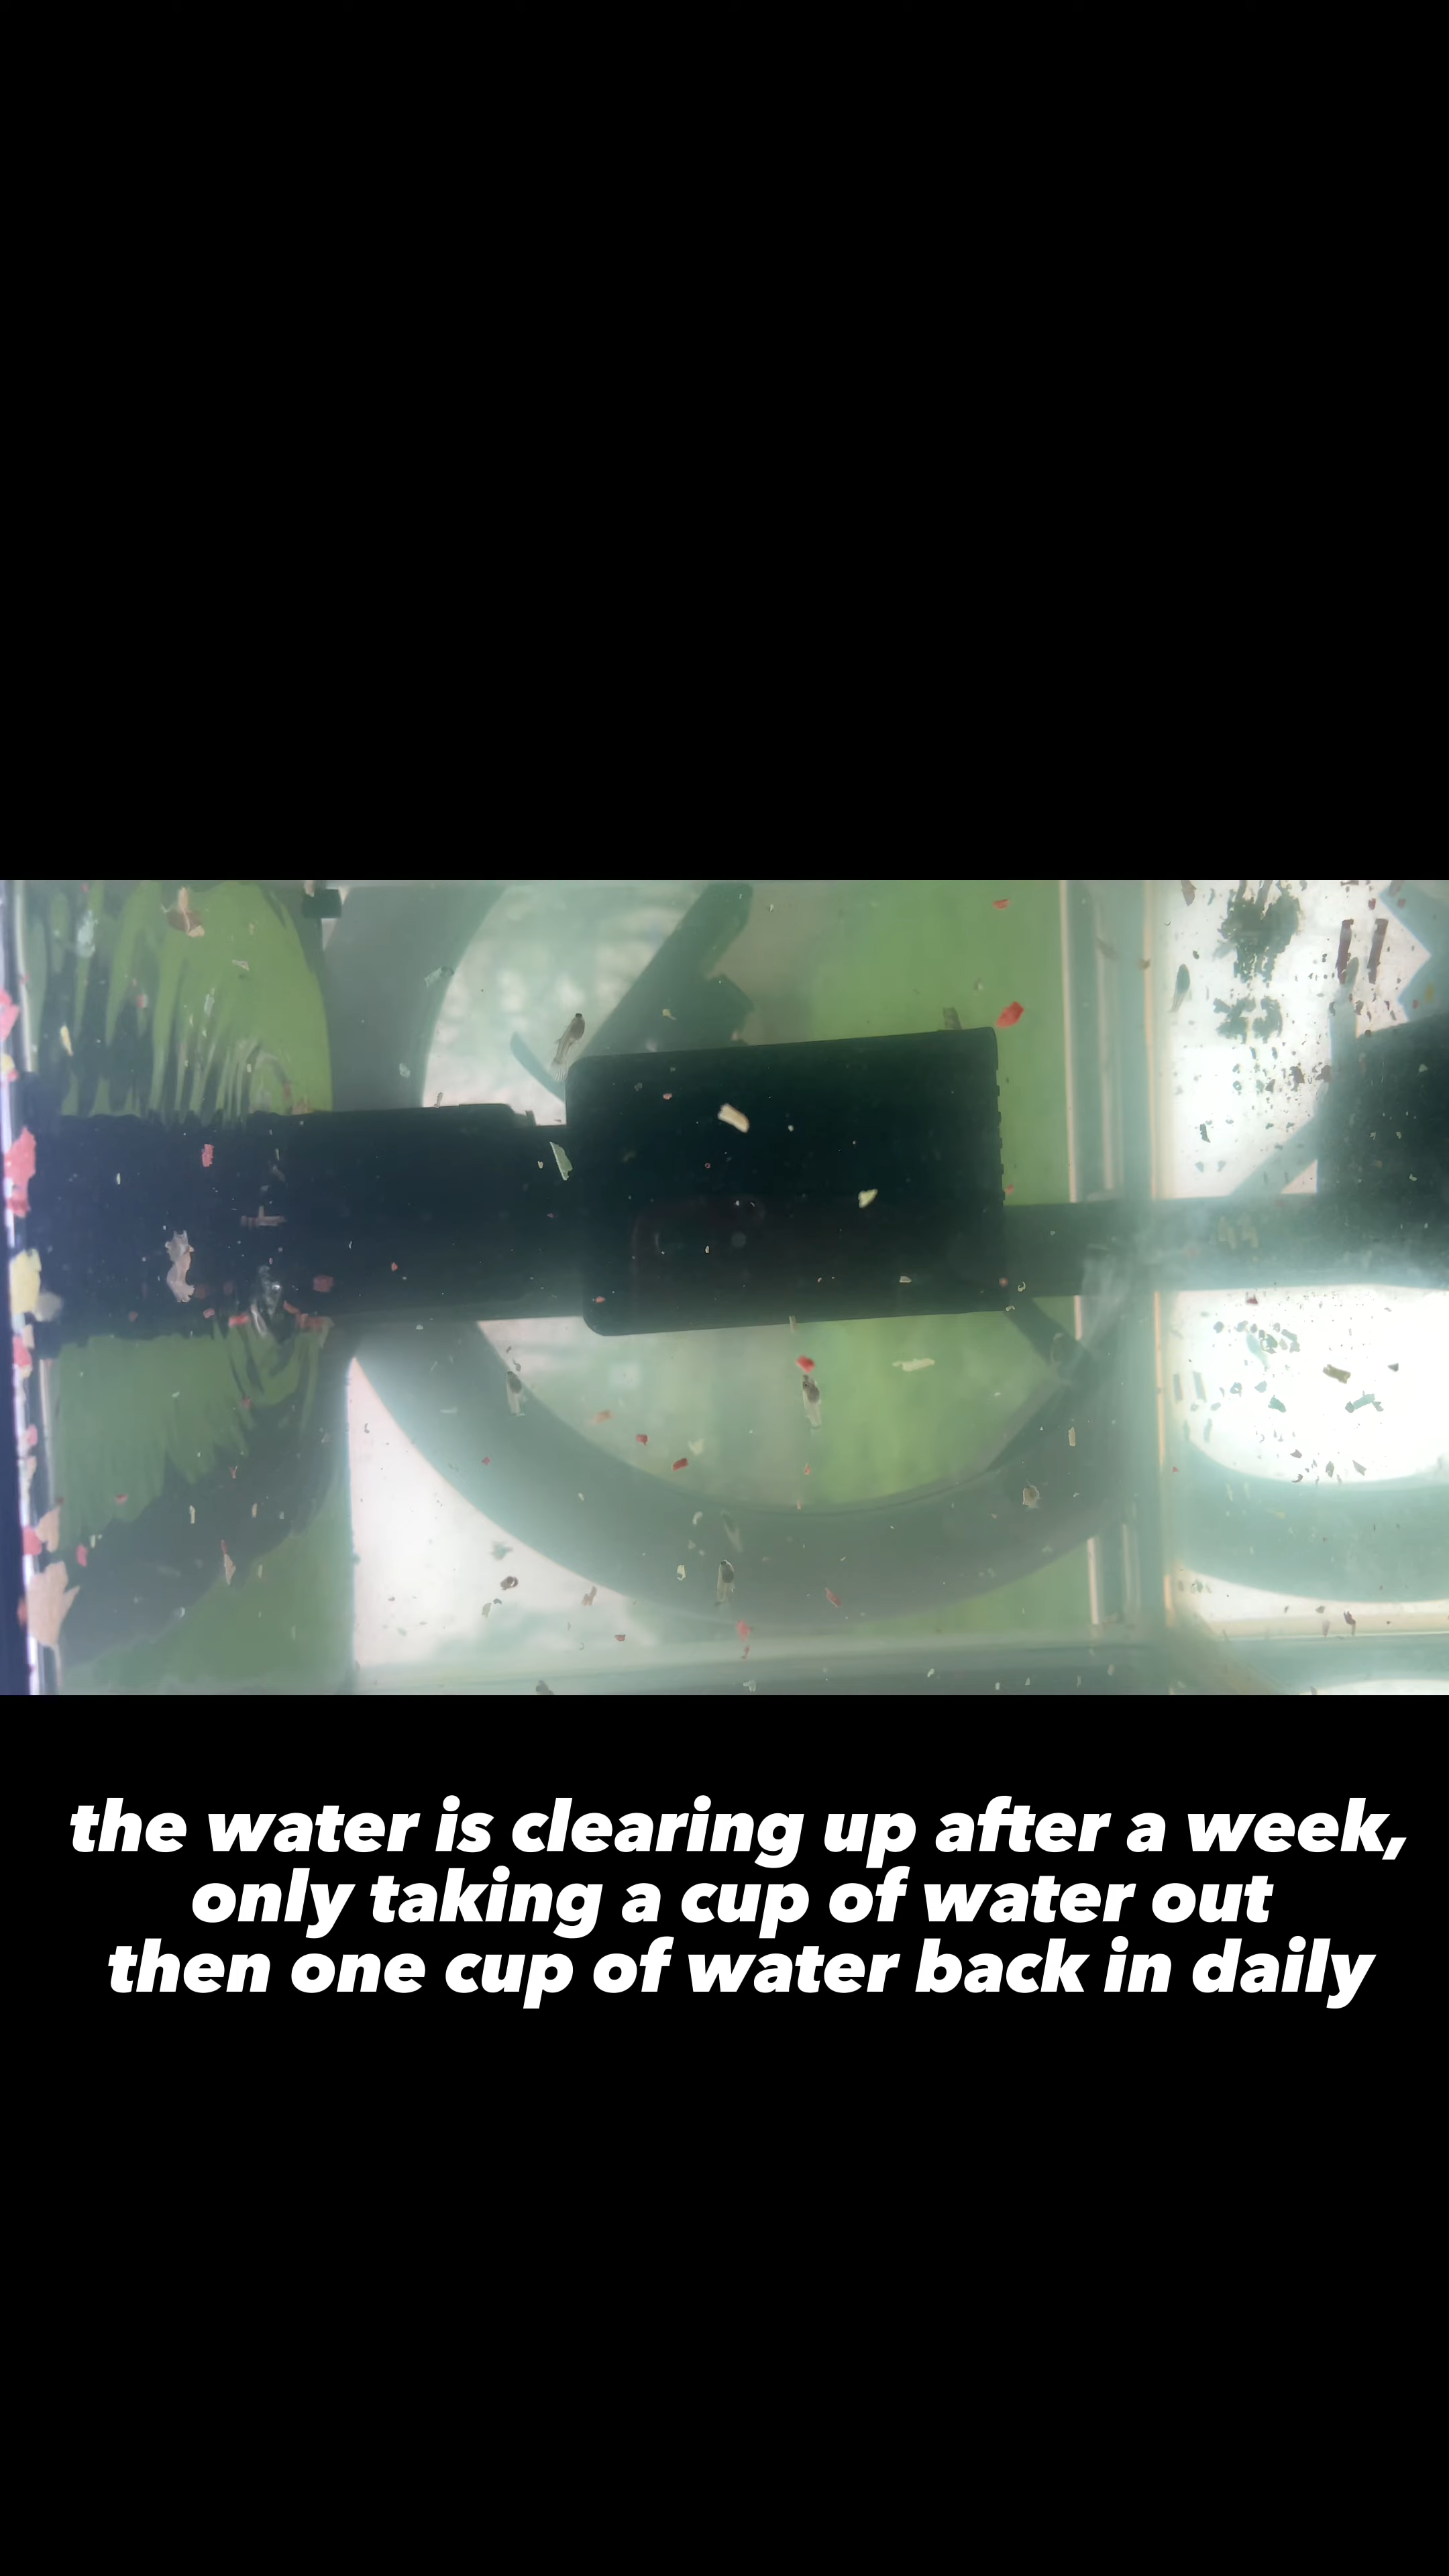 the water is clearing up after a week,
only taking a cup of water out
then one cup of water back in daily